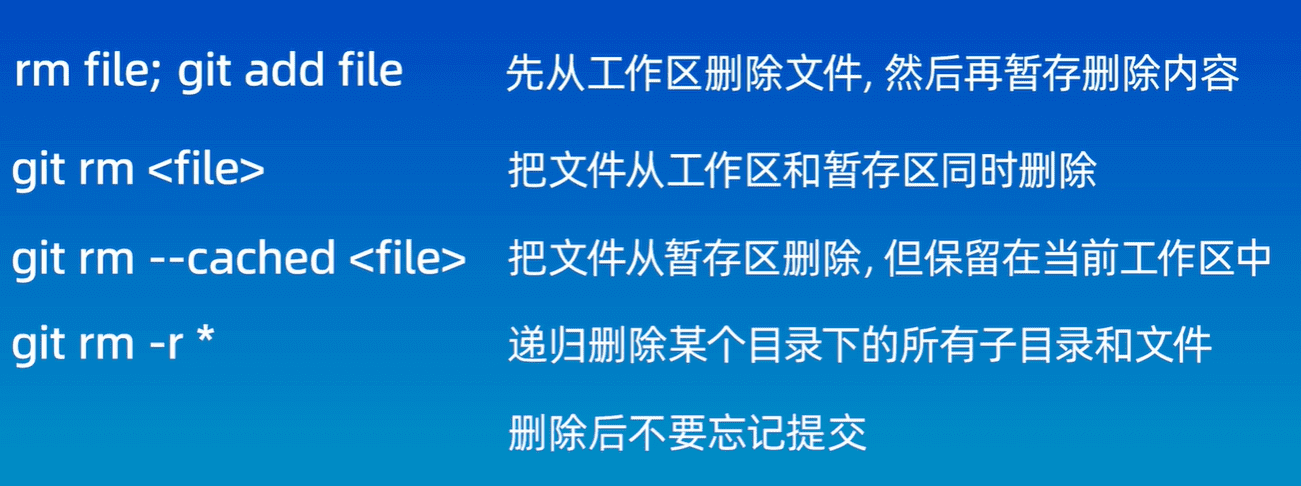 rm file; git add file 先从工作区删除文件, 然后再暂存删除内容
git rm <file> 把文件从工作区和暂存区同时删除
git rm --cached <file> 把文件从暂存区删除, 但保留在当前工作区中
git rm -r * 递归删除某个目录下的所有子目录和文件
删除后不要忘记提交